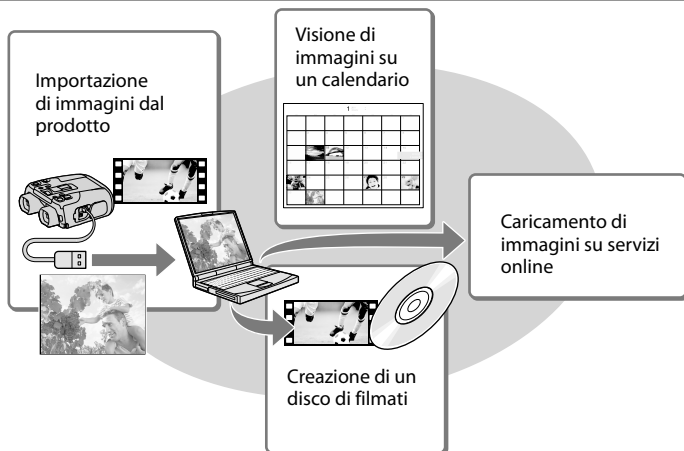 Importazione
di immagini dal
prodotto
Visione di
immagini su
un calendario
1
Caricamento di
immagini su servizi
online
Creazione di un
disco di filmati